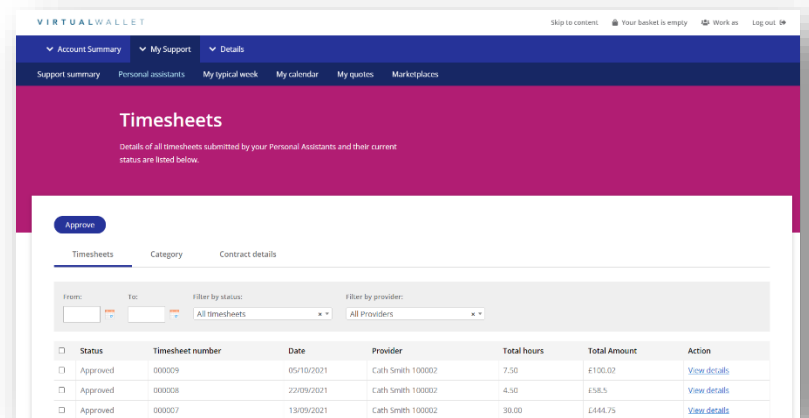 VIRTUALWALLET Skip to content Your basket is empty Work as Log out
Account Summary My Support Details
Support summary Personal assistants My typical week My calendar My quotes Marketplaces
Timesheets
Details of all timesheets submitted by your Personal Assistants and their current
status are listed below.
Approve
Timesheets Category Contract details
From: To: Filter by status: Filter by provider:
All timesheets × All Providers ×
Status Timesheet number Date Provider Total hours Total Amount Action
Approved 000009 05/10/2021 Cath Smith 100002 7.50 £100.02 View details
Approved 000008 22/09/2021 Cath Smith 100002 4.50 £58.5 View details
Approved 000007 13/09/2021 Cath Smith 100002 30.00 £444.75 View details